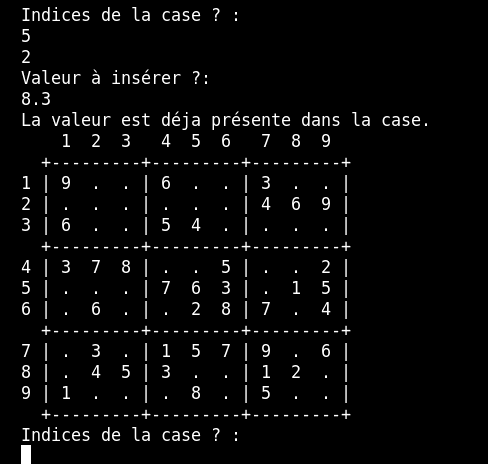 Indices de la case ? :
5
2
Valeur à insérer ?:
8.3
La valeur est déja présente dans la case.
    1  2  3   4  5  6   7  8  9
  +---------+---------+---------+
1 | 9  .  . | 6  .  . | 3  .  . |
2 | .  .  . | .  .  . | 4  6  9 |
3 | 6  .  . | 5  4  . | .  .  . |
  +---------+---------+---------+
4 | 3  7  8 | .  .  5 | .  .  2 |
5 | .  .  . | 7  6  3 | .  1  5 |
6 | .  6  . | .  2  8 | 7  .  4 |
  +---------+---------+---------+
7 | .  3  . | 1  5  7 | 9  .  6 |
8 | .  4  5 | 3  .  . | 1  2  . |
9 | 1  .  . | .  8  . | 5  .  . |
  +---------+---------+---------+
Indices de la case ? :